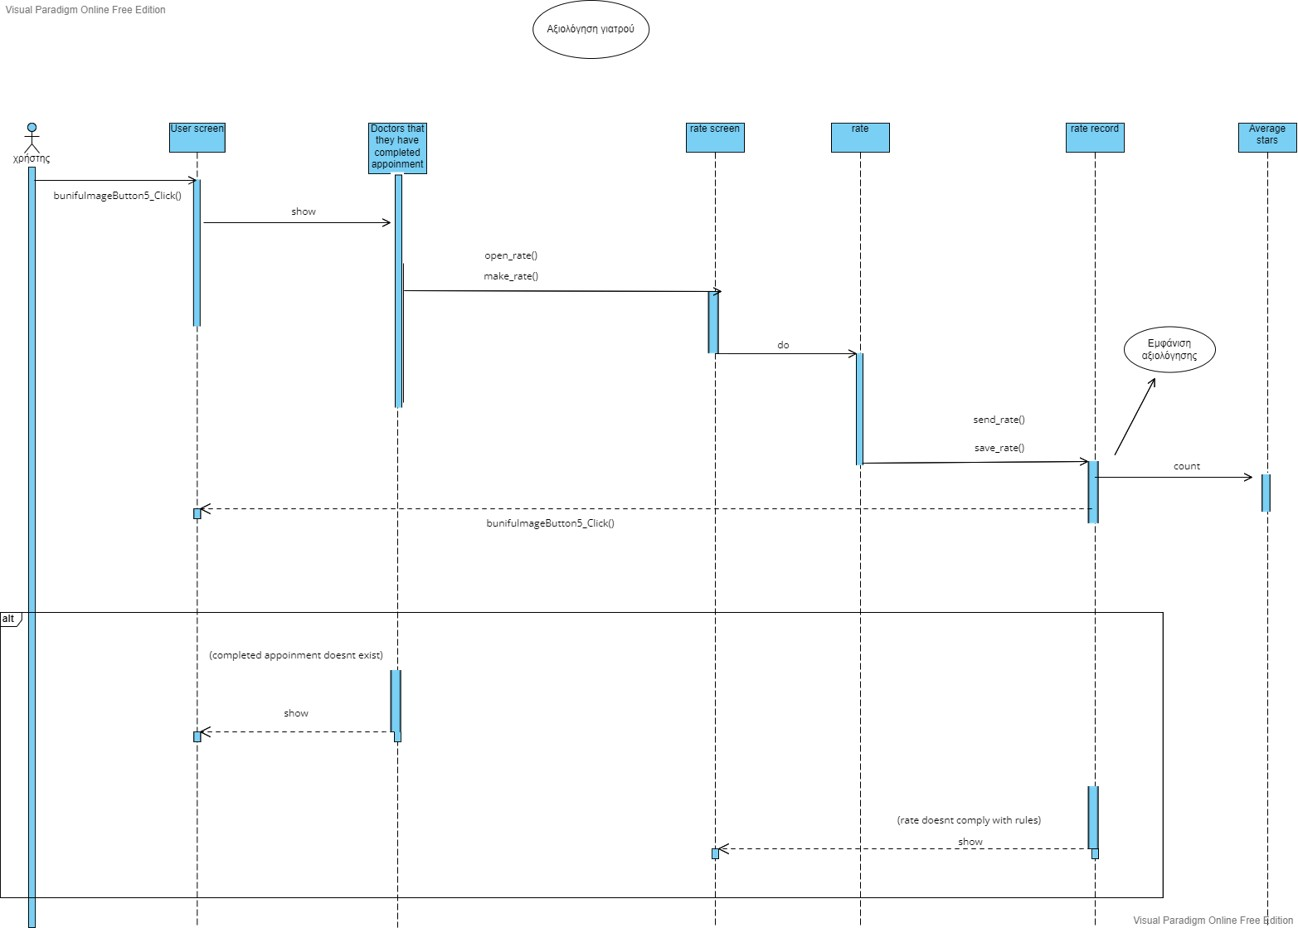 Visual Paradigm Online Free Edition
Αξιολόγηση γιατρού
χρήστης
User screen
Doctors that
they have
completed
appoinment
rate screen
rate
rate record
Average
stars
bunifuImageButton5_Click()
show
open_rate()
make_rate()
do
Εμφάνιση
αξιολόγησης
send_rate()
save_rate()
count
bunifuImageButton5_Click()
alt
(completed appoinment doesnt exist)
show
(rate doesnt comply with rules)
show
Visual Paradigm Online Free Edition